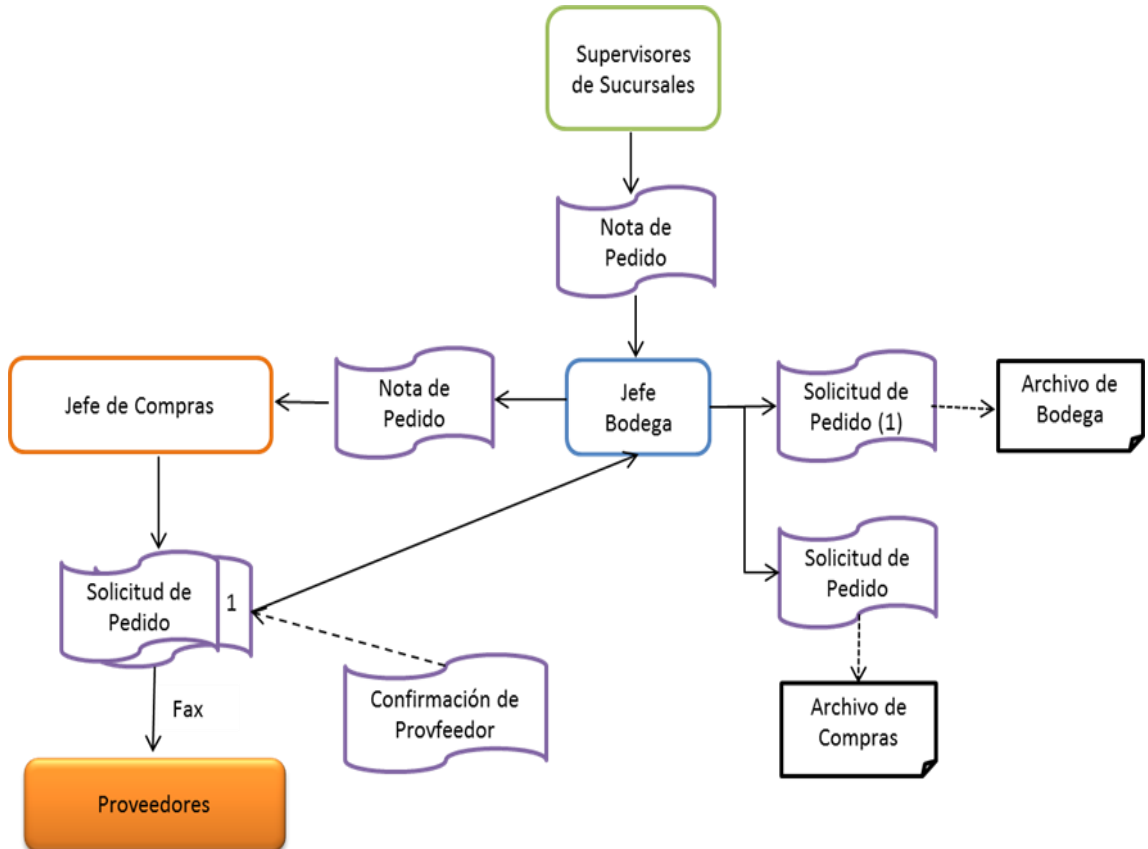 Supervisores
de Sucursales
Nota de
Pedido
Jefe de Compras
Nota de
Pedido
Jefe
Bodega
Solicitud de
Pedido (1)
Archivo de
Bodega
Solicitud de
Pedido
1
Solicitud de
Pedido
Fax
Confirmación de
Provfeedor
Archivo de
Compras
Proveedores